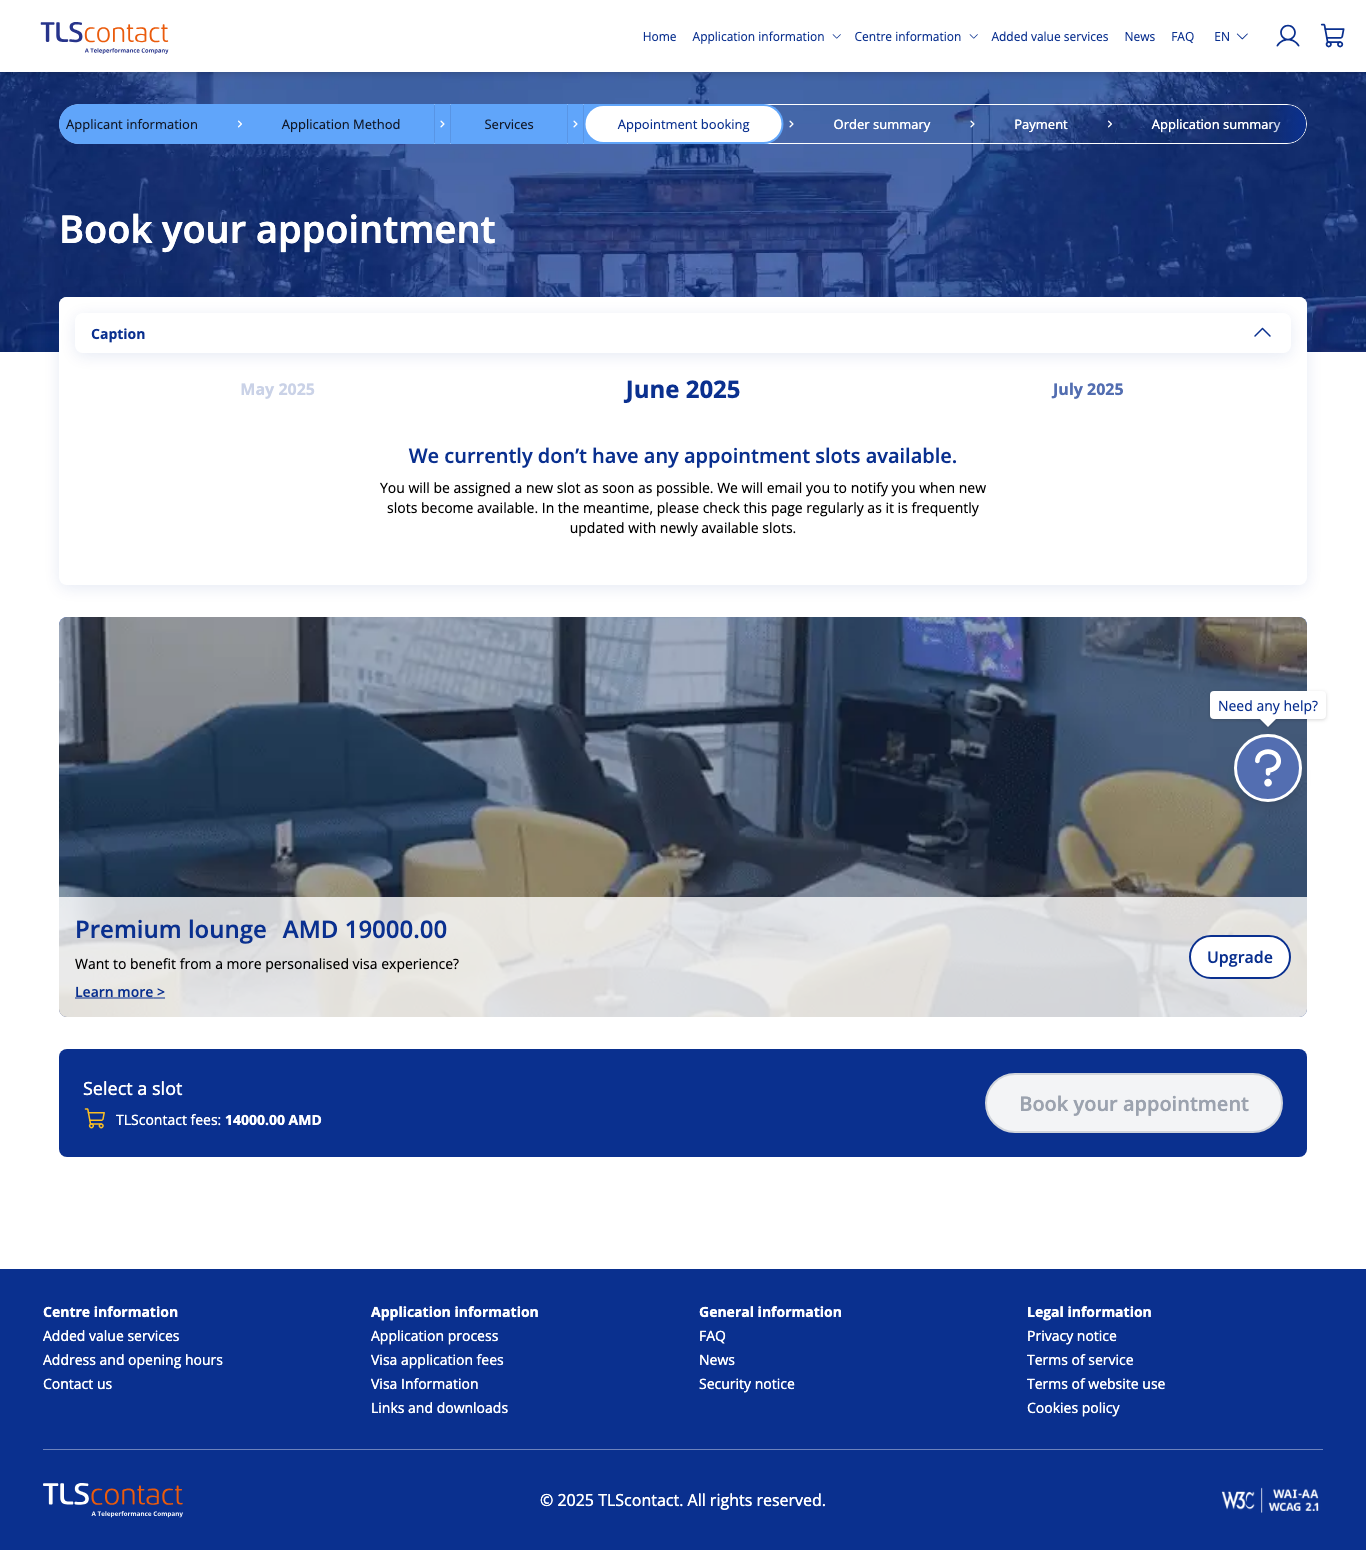 TLScontact
A Teleperformance Company
Home
Application information
Centre information
Added value services
News
FAQ
EN
Applicant information
Application Method
Services
Appointment booking
Order summary
Payment
Application summary
Book your appointment
Caption
May 2025
June 2025
July 2025
We currently don’t have any appointment slots available.
You will be assigned a new slot as soon as possible. We will email you to notify you when new
slots become available. In the meantime, please check this page regularly as it is frequently
updated with newly available slots.
Need any help?
?
Premium lounge AMD 19000.00
Want to benefit from a more personalised visa experience?
Learn more >
Upgrade
Select a slot
TLScontact fees: 14000.00 AMD
Book your appointment
Centre information
Added value services
Address and opening hours
Contact us
Application information
Application process
Visa application fees
Visa Information
Links and downloads
General information
FAQ
News
Security notice
Legal information
Privacy notice
Terms of service
Terms of website use
Cookies policy
TLScontact
A Teleperformance Company
© 2025 TLScontact. All rights reserved.
W3C
WAI-AA
WCAG 2.1